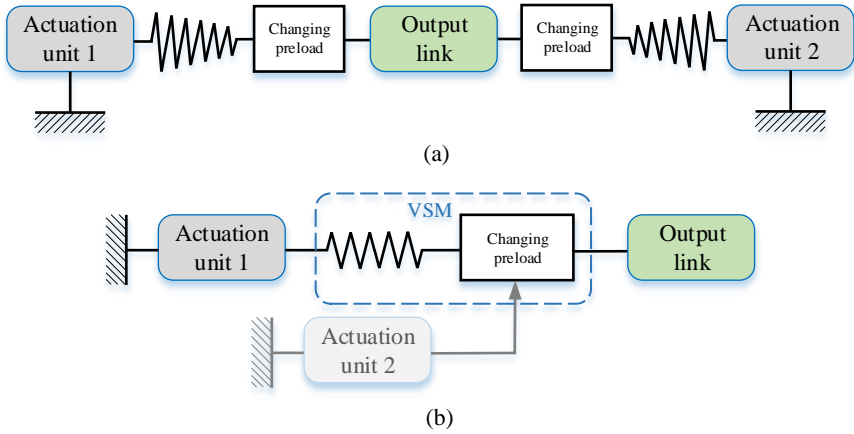 Actuation
unit 1
Changing
preload
Output
link
Changing
preload
Actuation
unit 2
(a)
VSM
Actuation
unit 1
Changing
preload
Output
link
Actuation
unit 2
(b)